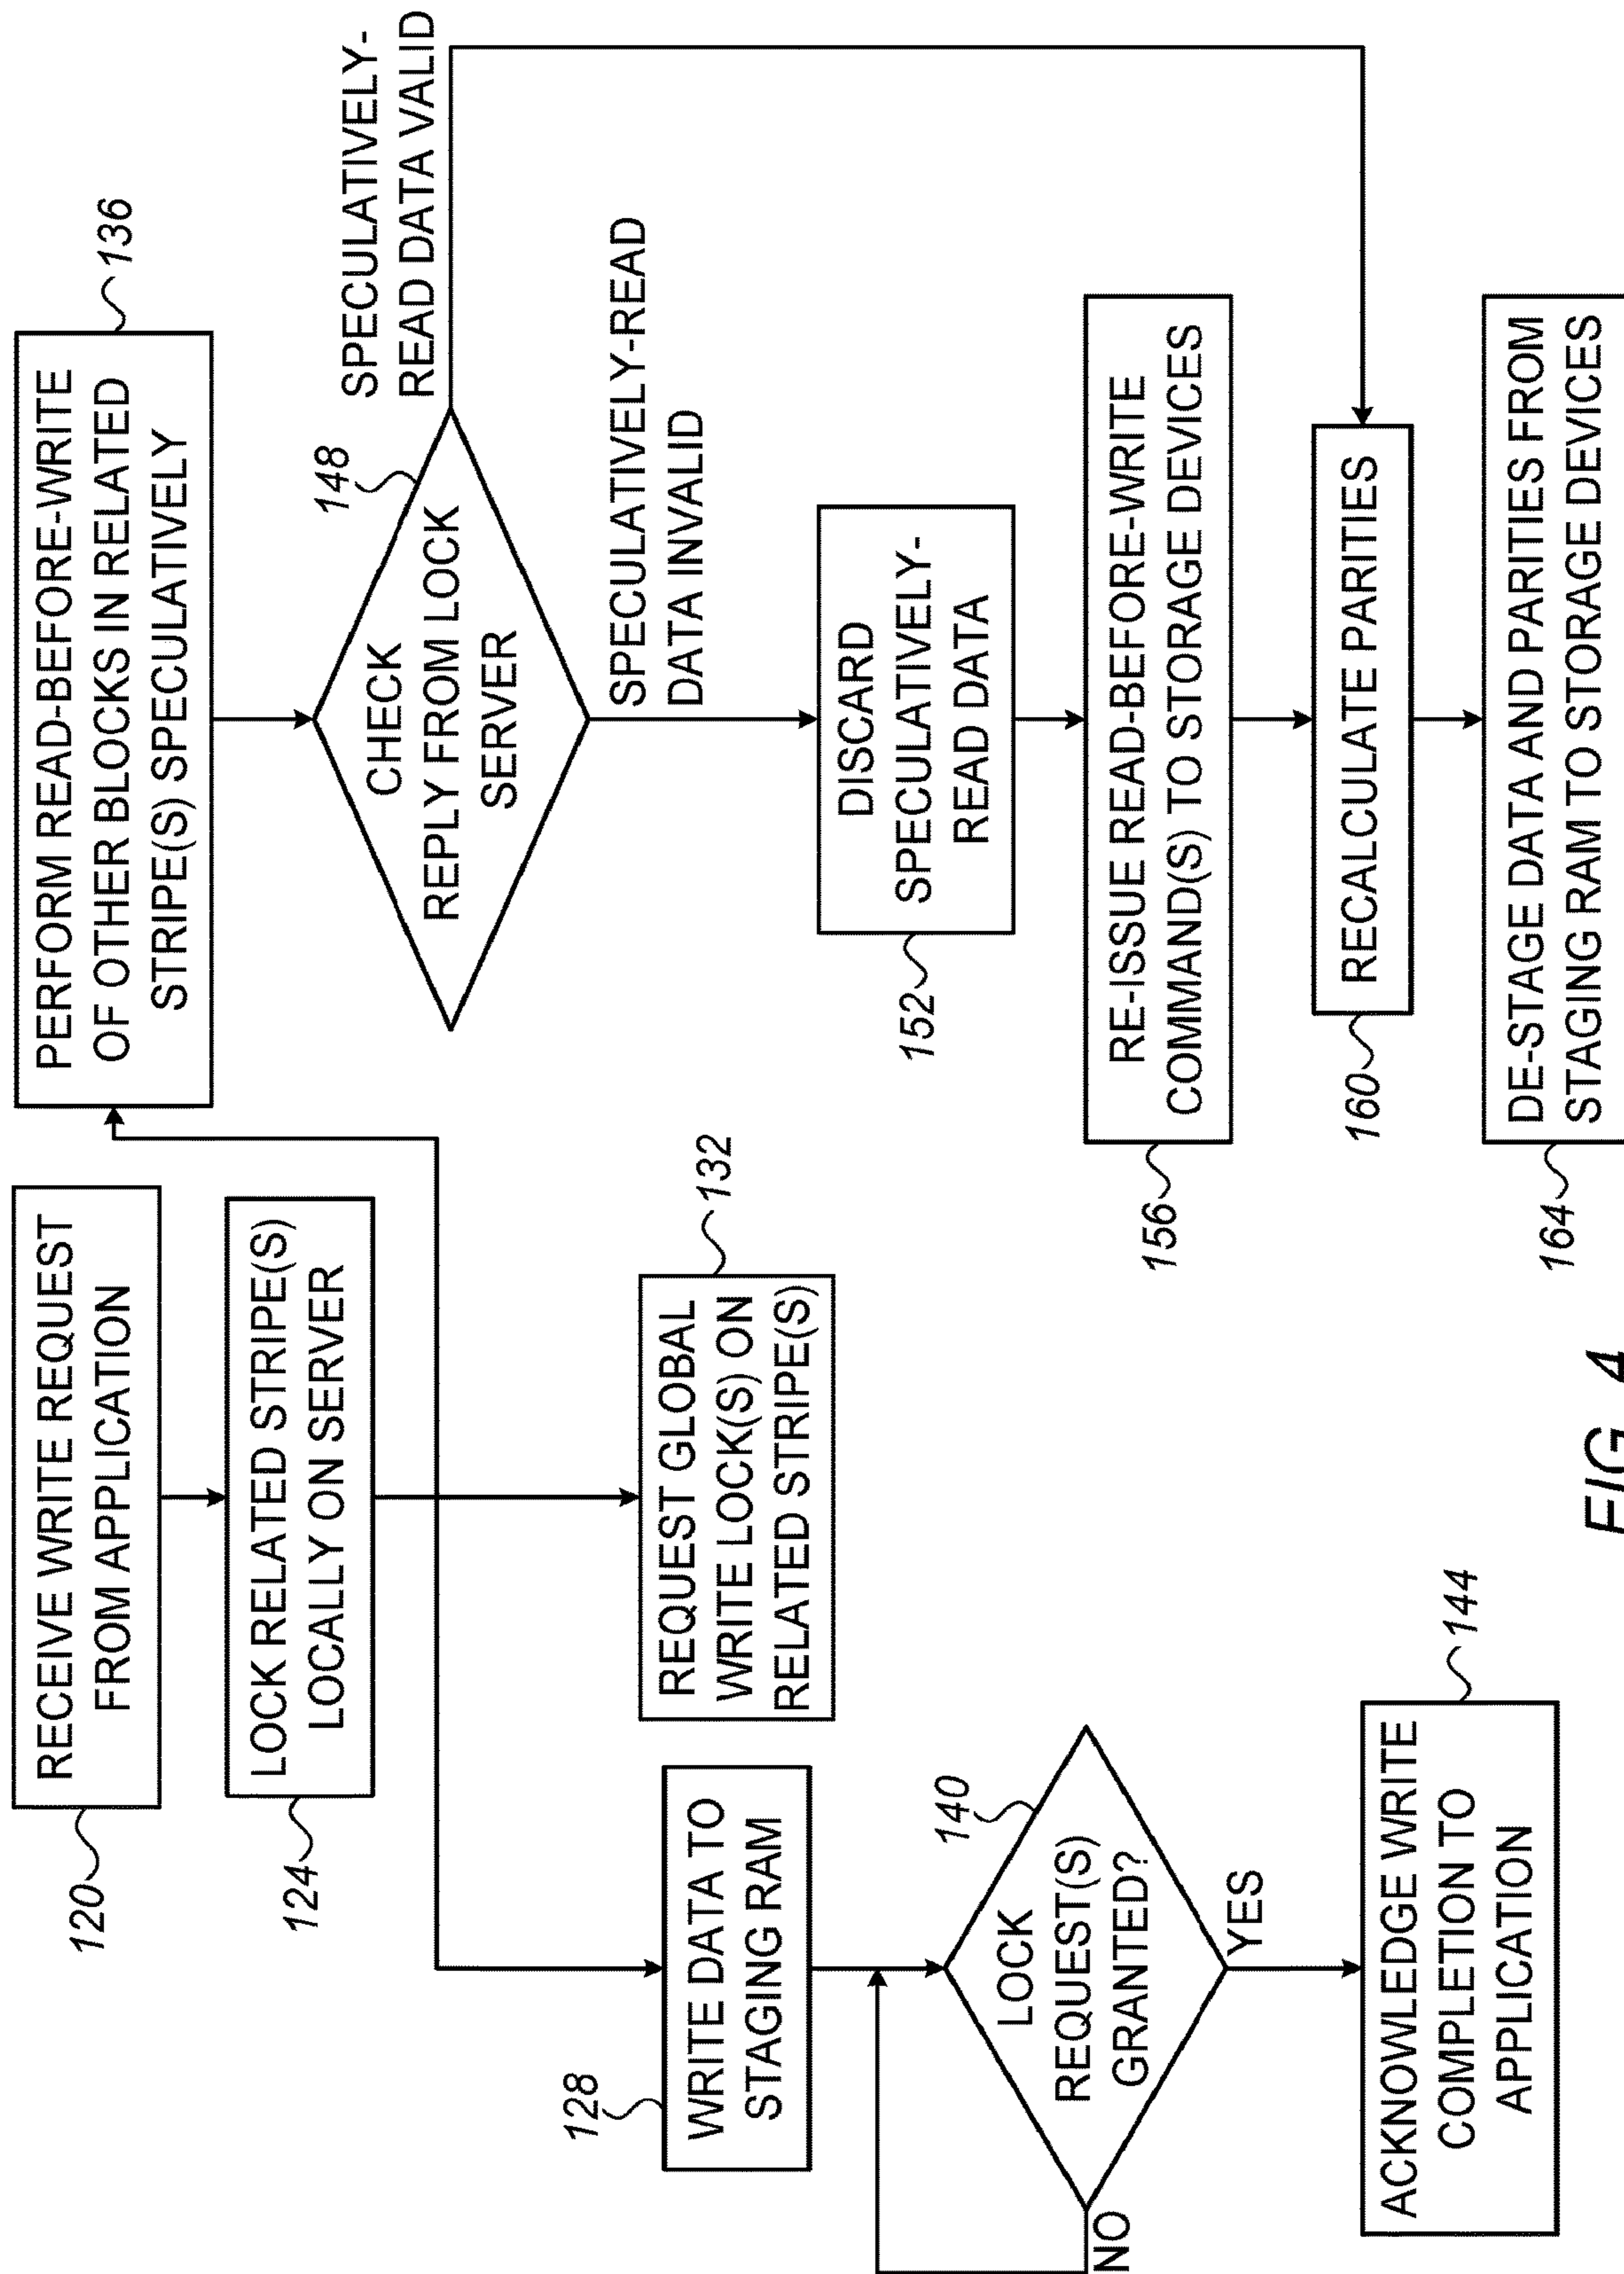 120
RECEIVE WRITE REQUEST
FROM APPLICATION
124
LOCK RELATED STRIPE(S)
LOCALLY ON SERVER
128
WRITE DATA TO
STAGING RAM
REQUEST GLOBAL
WRITE LOCK(S) ON
RELATED STRIPE(S)
132
140
LOCK
REQUEST(S)
GRANTED?
NO
YES
ACKNOWLEDGE WRITE
COMPLETION TO
APPLICATION
144
PERFORM READ-BEFORE-WRITE
OF OTHER BLOCKS IN RELATED
STRIPE(S) SPECULATIVELY
136
148
CHECK
REPLY FROM LOCK
SERVER
SPECULATIVELY-
READ DATA VALID
SPECULATIVELY-READ
DATA INVALID
152
DISCARD
SPECULATIVELY-
READ DATA
156
RE-ISSUE READ-BEFORE-WRITE
COMMAND(S) TO STORAGE DEVICES
160
RECALCULATE PARITIES
164
DE-STAGE DATA AND PARITIES FROM
STAGING RAM TO STORAGE DEVICES
FIG. 4